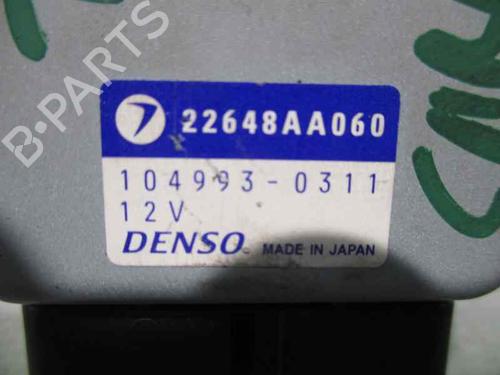 22648AA060
104993-0311
12V
DENSO MADE IN JAPAN
B-PARTS